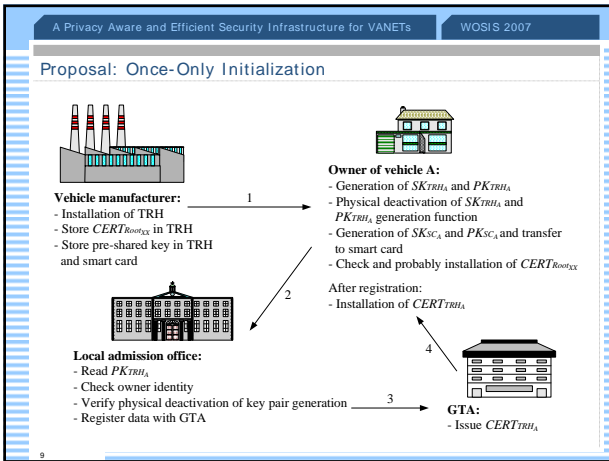 A Privacy Aware and Efficient Security Infrastructure for VANETs
WOSIS 2007
Proposal: Once-Only Initialization
Vehicle manufacturer:
- Installation of TRH
- Store CERTRootXX in TRH
- Store pre-shared key in TRH
and smart card
1
Owner of vehicle A:
- Generation of SKTRHA and PKTRHA
- Physical deactivation of SKTRHA and
PKTRHA generation function
- Generation of SKSCA and PKSCA and transfer
to smart card
- Check and probably installation of CERTRootXX
After registration:
- Installation of CERTTRHA
2
Local admission office:
- Read PKTRHA
- Check owner identity
- Verify physical deactivation of key pair generation
- Register data with GTA
3
4
GTA:
- Issue CERTTRHA
9